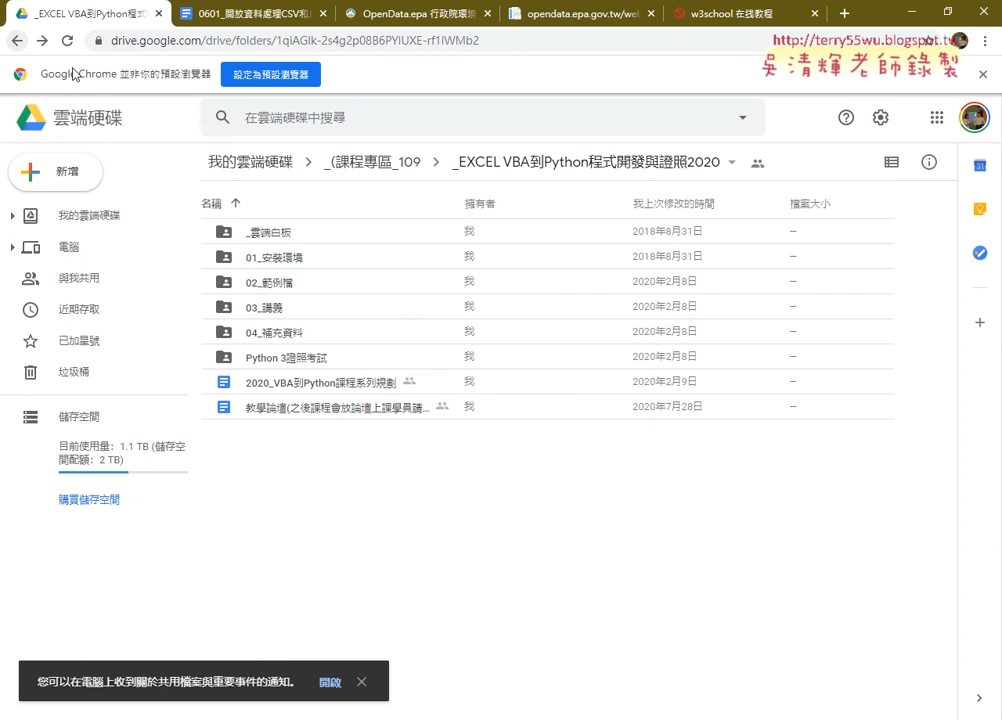 _EXCEL VBA到Python程式
0601_開放資料處理CSV和
OpenData.epa 行政院環境
opendata.epa.gov.tw/web
w3school 在线教程
drive.google.com/drive/folders/1qiAGIk-2s4g2p08B6PYlUXE-rf1IWMb2
http://terry55wu.blogspot.tw
吳清輝老師錄製
Google Chrome 並非你的預設瀏覽器
設定為預設瀏覽器
雲端硬碟
在雲端硬碟中搜尋
新增
我的雲端硬碟
_(課程專區_109
_EXCEL VBA到Python程式開發與證照2020
名稱
擁有者
我上次修改的時間
檔案大小
我的雲端硬碟
電腦
與我共用
近期存取
已加星號
垃圾桶
儲存空間
目前使用量：1.1 TB (儲存空
間配額：2 TB)
購買儲存空間
_雲端白板 我 2018年8月31日 –
01_安裝環境 我 2018年8月31日 –
02_範例檔 我 2020年2月8日 –
03_講義 我 2020年2月8日 –
04_補充資料 我 2020年2月8日 –
Python 3證照考試 我 2020年2月8日 –
2020_VBA到Python課程系列規劃 我 2020年2月9日 –
教學論壇(之後課程會放論壇上課學員請... 我 2020年7月28日 –
31
您可以在電腦上收到關於共用檔案與重要事件的通知。
開啟